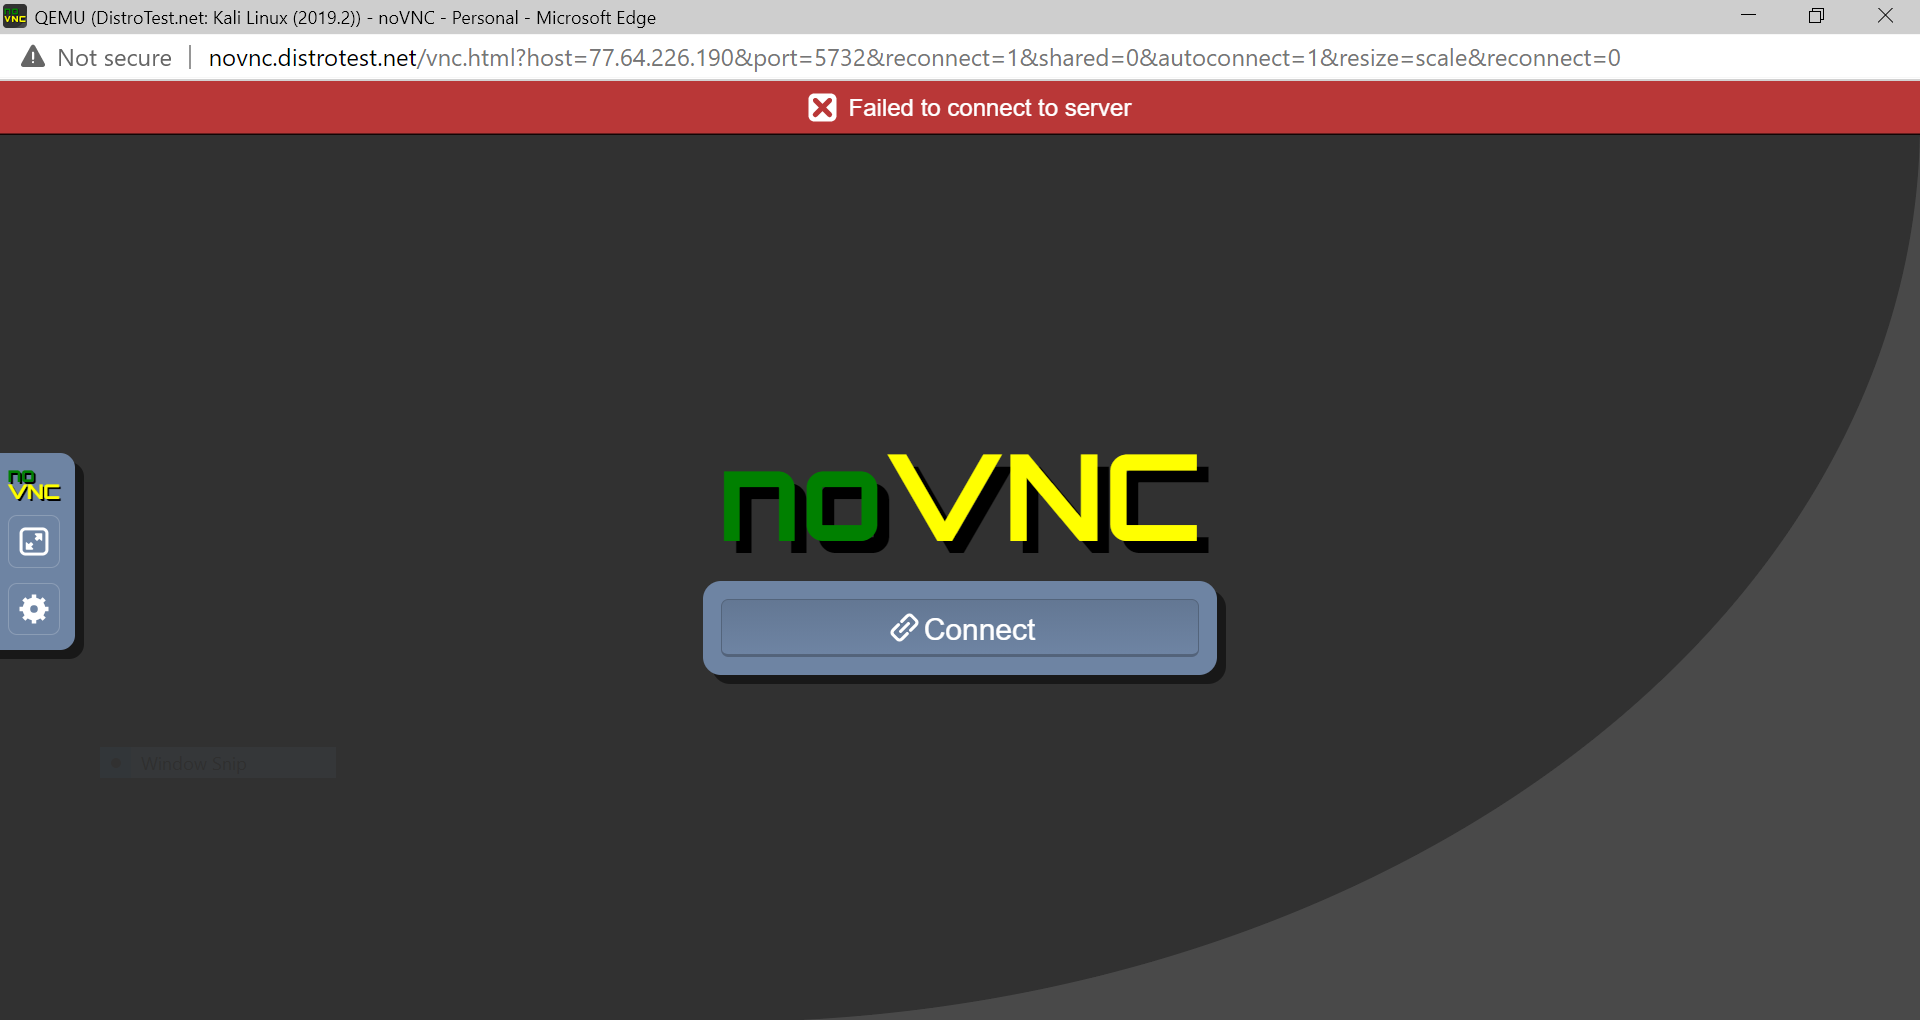 QEMU (DistroTest.net: Kali Linux (2019.2)) - noVNC - Personal - Microsoft Edge
Not secure | novnc.distrotest.net/vnc.html?host=77.64.226.190&port=5732&reconnect=1&shared=0&autoconnect=1&resize=scale&reconnect=0
Failed to connect to server
no
VNC
noVNC
Connect
Window Snip